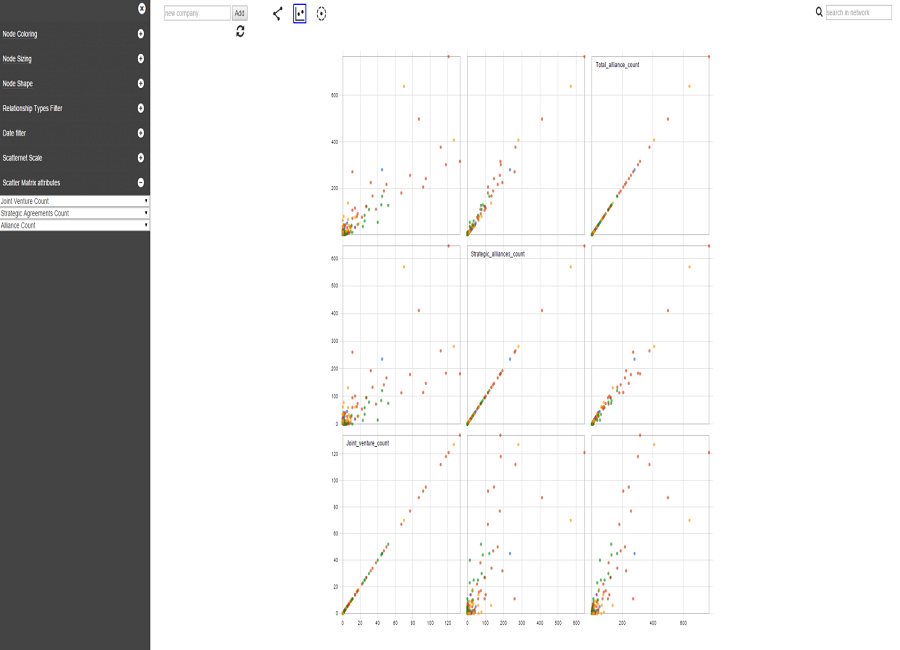 new company
Add
search in network
Node Coloring
Node Sizing
Node Shape
Relationship Types Filter
Date filter
Scatternet Scale
Scatter Matrix attributes
Joint Venture Count
Strategic Agreements Count
Alliance Count
Total_alliance_count
600
400
200
Strategic_alliances_count
600
500
400
300
200
100
0
Joint_venture_count
120
100
80
60
40
20
0
0 20 40 60 80 100 120 0 100 200 300 400 500 600 200 400 600